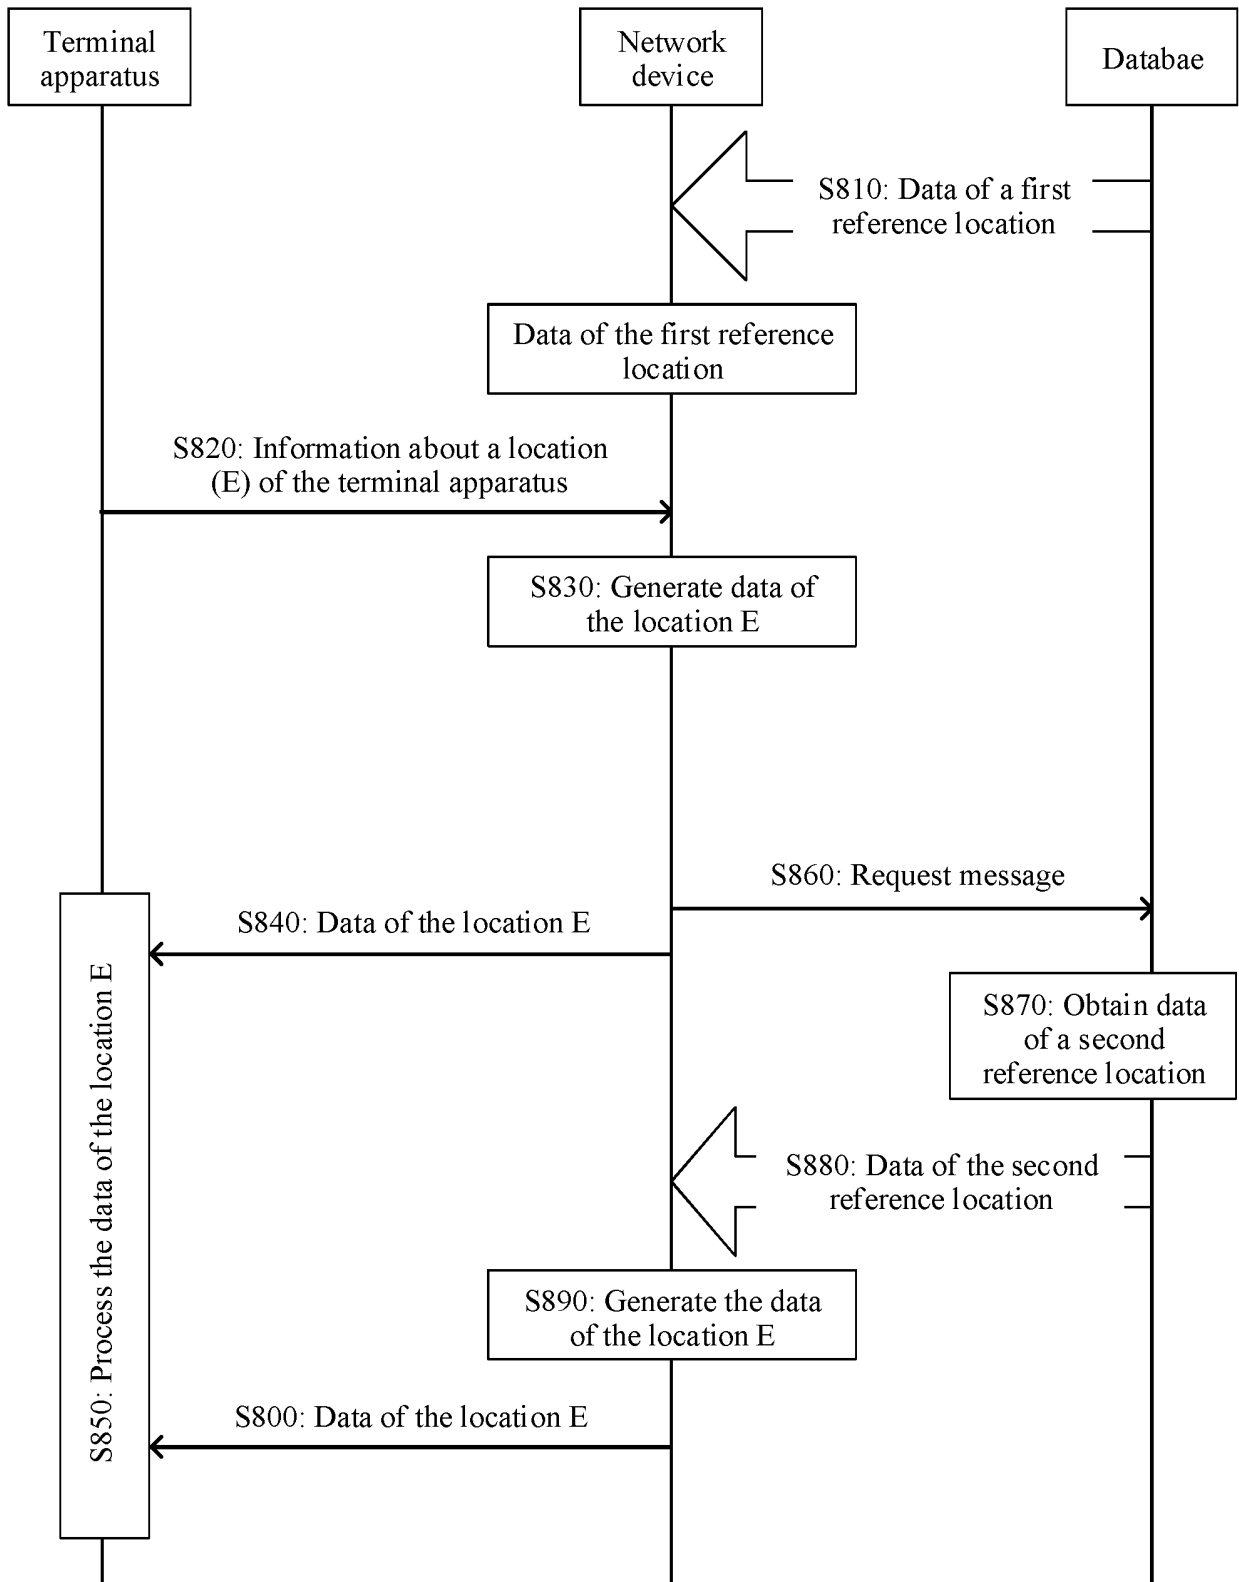 Terminal
apparatus
Network
device
Databae
S810: Data of a first
reference location
Data of the first reference
location
S820: Information about a location
(E) of the terminal apparatus
S830: Generate data of
the location E
S860: Request message
S840: Data of the location E
S870: Obtain data
of a second
reference location
S850: Process the data of the location E
S880: Data of the second
reference location
S890: Generate the data
of the location E
S800: Data of the location E